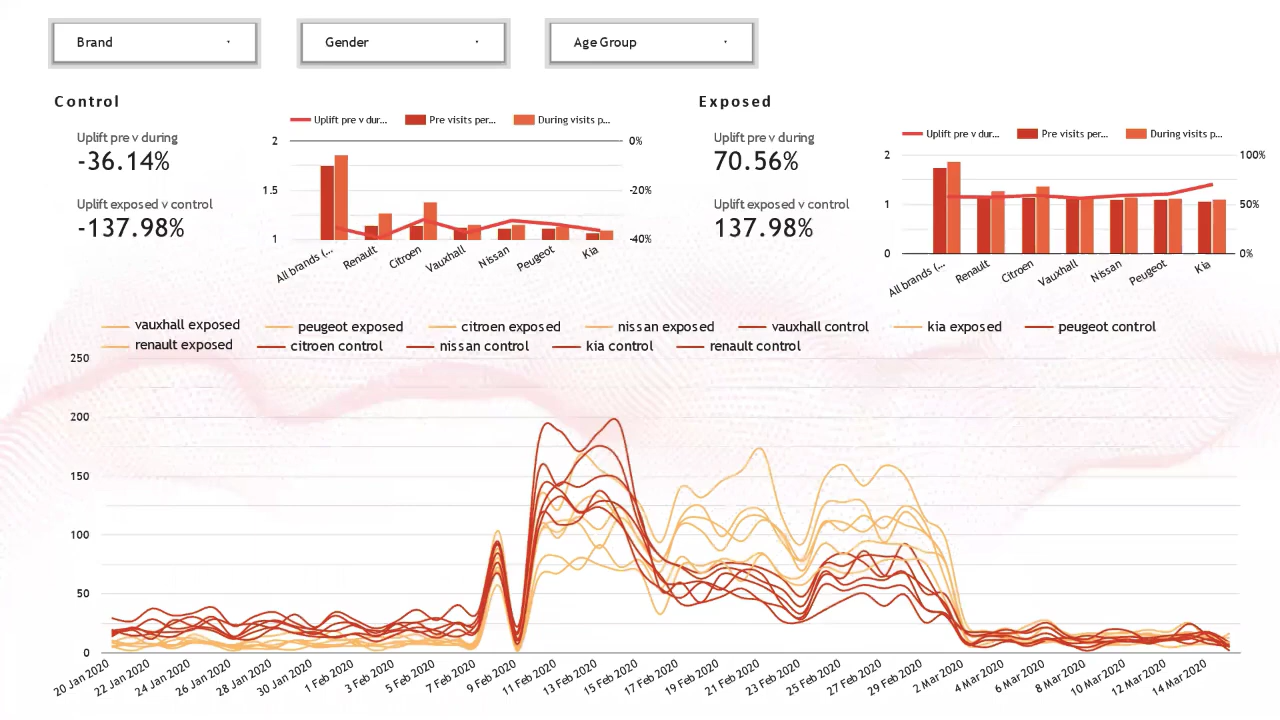 Brand
Gender
Age Group
Control
Exposed
Uplift pre v during
-36.14%
Uplift exposed v control
-137.98%
Uplift pre v dur... Pre visits per... During visits p...
2
1.5
1
0%
-20%
-40%
All brands (... Renault Citroen Vauxhall Nissan Peugeot Kia
Uplift pre v during
70.56%
Uplift exposed v control
137.98%
Uplift pre v dur... Pre visits per... During visits p...
2
1
0
100%
50%
0%
All brands (... Renault Citroen Vauxhall Nissan Peugeot Kia
vauxhall exposed peugeot exposed citroen exposed nissan exposed vauxhall control kia exposed peugeot control
renault exposed citroen control nissan control kia control renault control
250
200
150
100
50
0
20 Jan 2020 22 Jan 2020 24 Jan 2020 26 Jan 2020 28 Jan 2020 30 Jan 2020 1 Feb 2020 3 Feb 2020 5 Feb 2020 7 Feb 2020 9 Feb 2020 11 Feb 2020 13 Feb 2020 15 Feb 2020 17 Feb 2020 19 Feb 2020 21 Feb 2020 23 Feb 2020 25 Feb 2020 27 Feb 2020 29 Feb 2020 2 Mar 2020 4 Mar 2020 6 Mar 2020 8 Mar 2020 10 Mar 2020 12 Mar 2020 14 Mar 2020